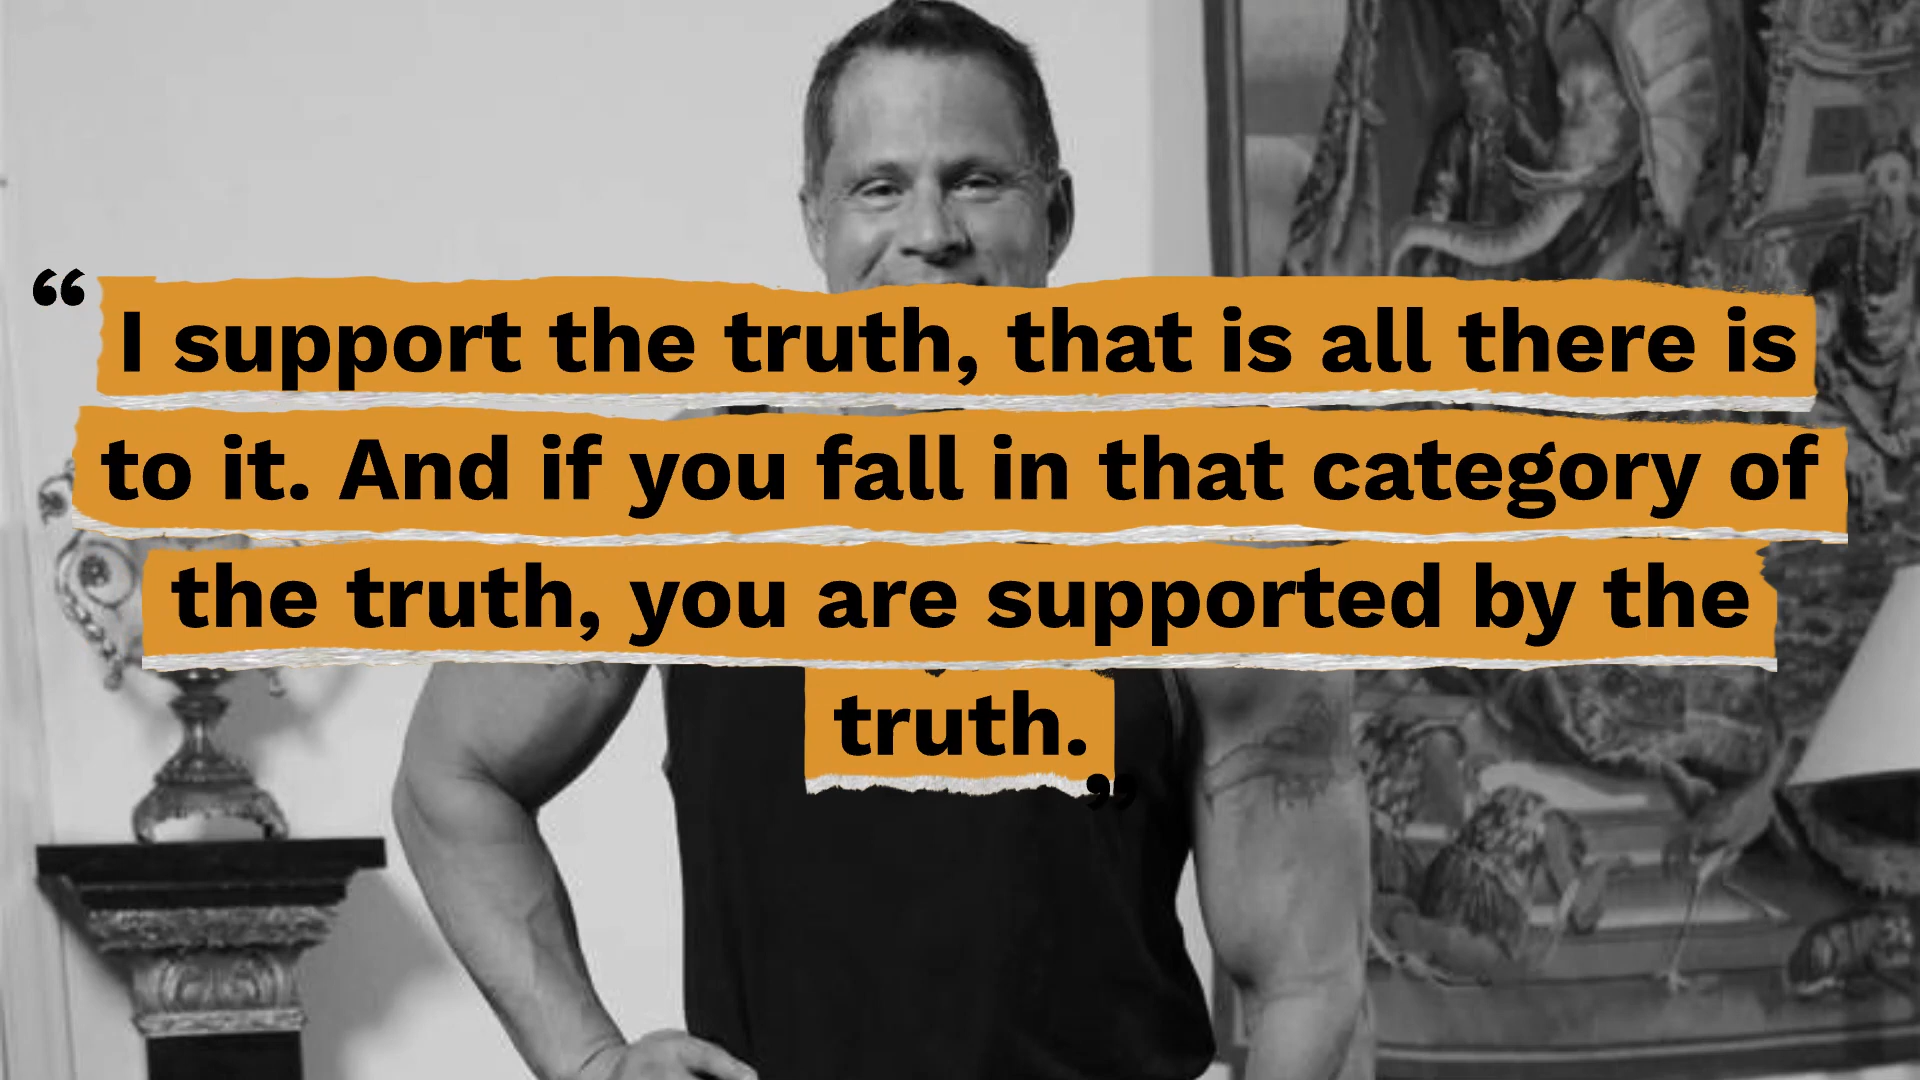 “I support the truth, that is all there is
to it. And if you fall in that category of
the truth, you are supported by the
truth.”